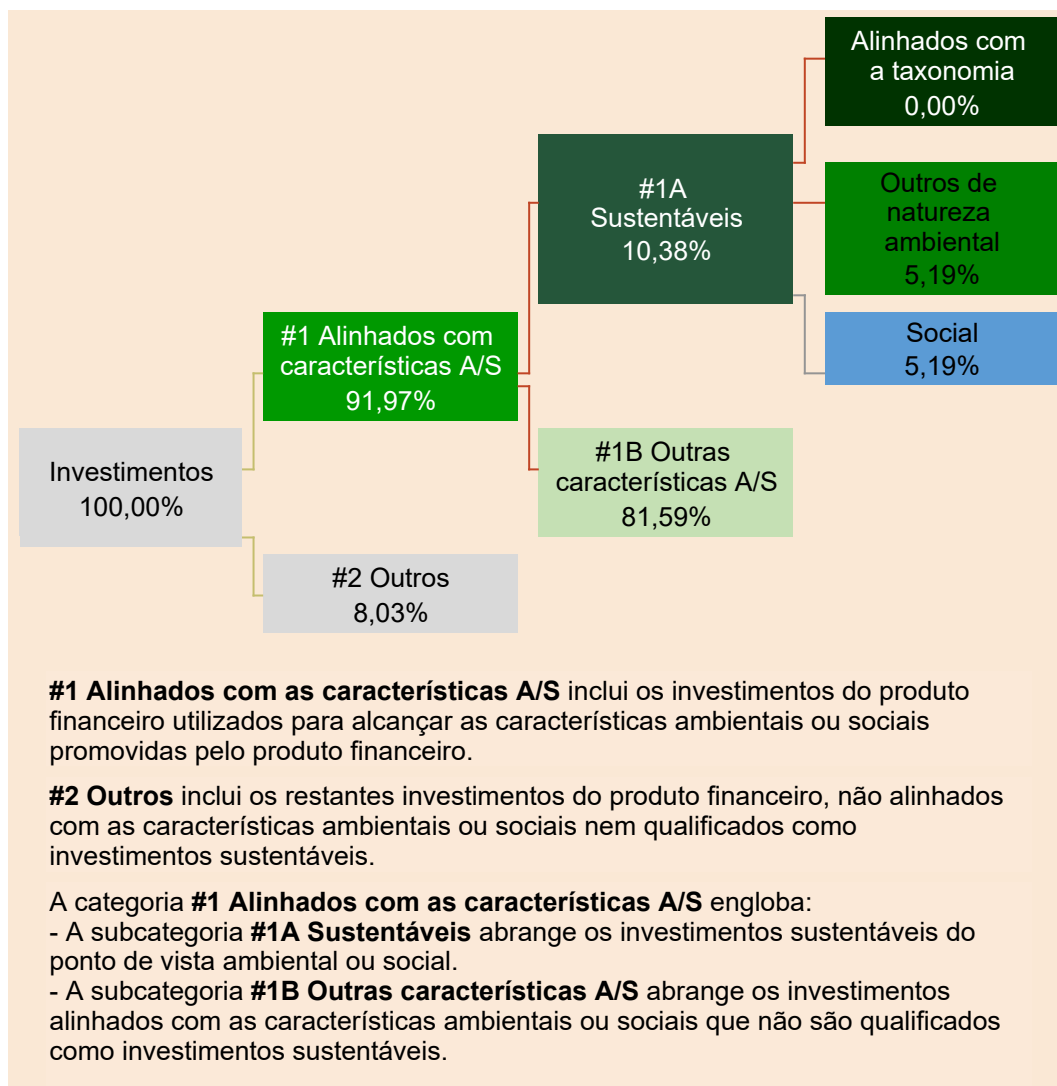 Alinhados com
a taxonomia
0,00%
#1A
Sustentáveis
10,38%
Outros de
natureza
ambiental
5,19%
#1 Alinhados com
características A/S
91,97%
Social
5,19%
#1B Outras
características A/S
81,59%
Investimentos
100,00%
#2 Outros
8,03%
#1 Alinhados com as características A/S inclui os investimentos do produto
financeiro utilizados para alcançar as características ambientais ou sociais
promovidas pelo produto financeiro.
#2 Outros inclui os restantes investimentos do produto financeiro, não alinhados
com as características ambientais ou sociais nem qualificados como
investimentos sustentáveis.
A categoria #1 Alinhados com as características A/S engloba:
- A subcategoria #1A Sustentáveis abrange os investimentos sustentáveis do
ponto de vista ambiental ou social.
- A subcategoria #1B Outras características A/S abrange os investimentos
alinhados com as características ambientais ou sociais que não são qualificados
como investimentos sustentáveis.